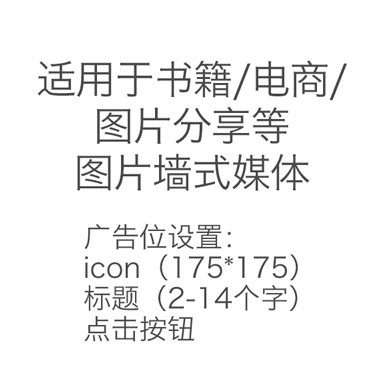 适用于书籍/电商/
图片分享等
图片墙式媒体
广告位设置：
icon（175*175）
标题（2-14个字）
点击按钮